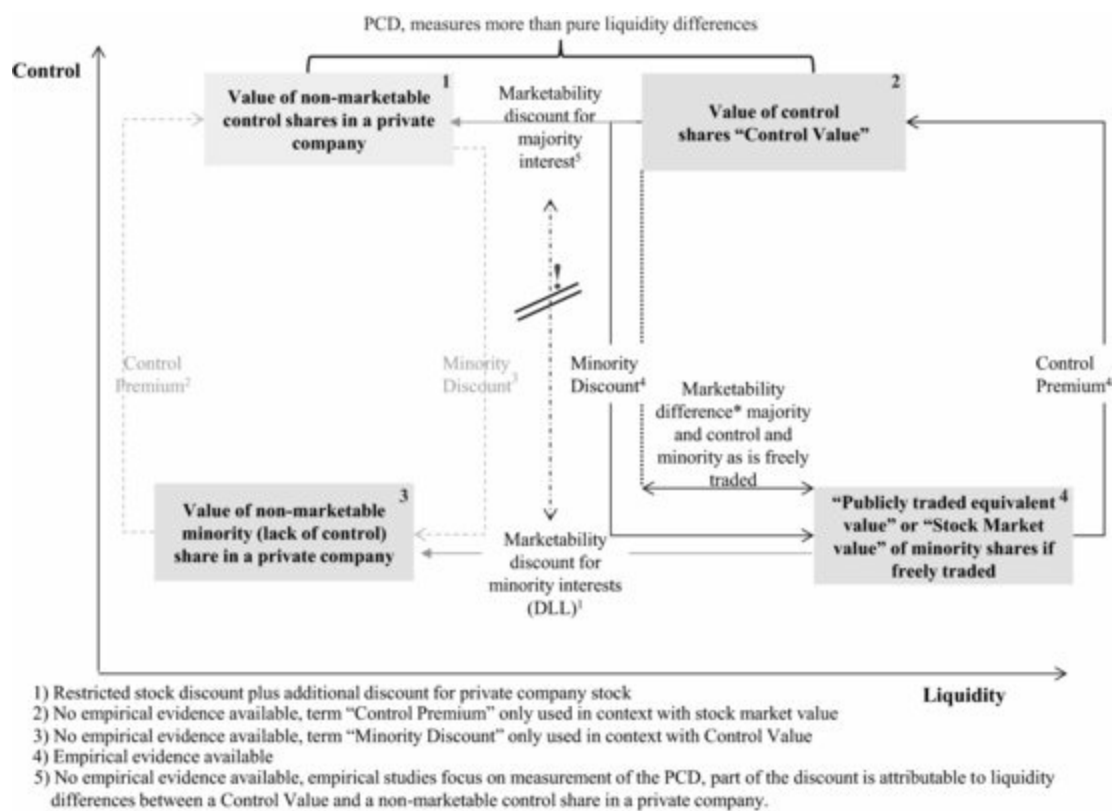 PCD, measures more than pure liquidity differences
Control
1
Value of non-marketable
control shares in a private
company
Marketability
discount for
majority
interest⁵
2
Value of control
shares “Control Value”
!
Control
Premium²
Minority
Discount³
Minority
Discount⁴
Marketability
difference* majority
and control and
minority as is freely
traded
Control
Premium⁴
3
Value of non-marketable
minority (lack of control)
share in a private company
Marketability
discount for
minority interests
(DLL)¹
4
“Publicly traded equivalent
value” or “Stock Market
value” of minority shares if
freely traded
Liquidity
1) Restricted stock discount plus additional discount for private company stock
2) No empirical evidence available, term “Control Premium” only used in context with stock market value
3) No empirical evidence available, term “Minority Discount” only used in context with Control Value
4) Empirical evidence available
5) No empirical evidence available, empirical studies focus on measurement of the PCD, part of the discount is attributable to liquidity
differences between a Control Value and a non-marketable control share in a private company.